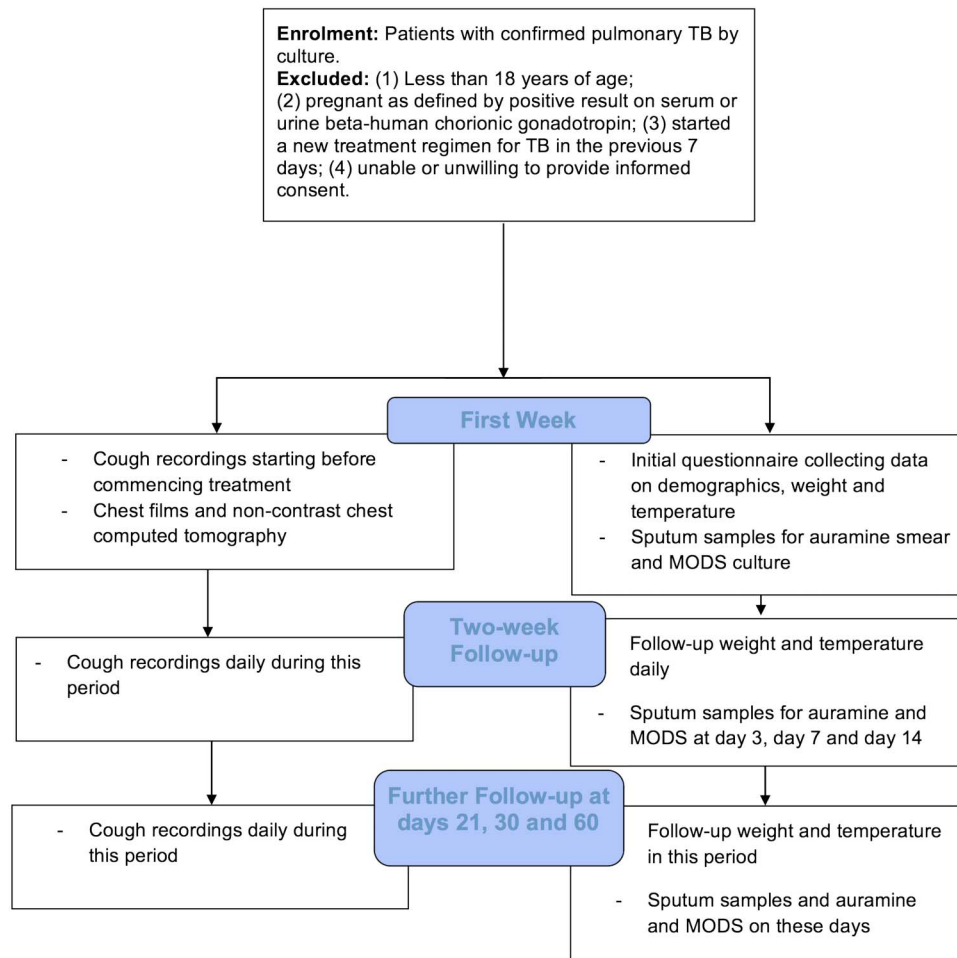 Enrolment: Patients with confirmed pulmonary TB by
culture.
Excluded: (1) Less than 18 years of age;
(2) pregnant as defined by positive result on serum or
urine beta-human chorionic gonadotropin; (3) started
a new treatment regimen for TB in the previous 7
days; (4) unable or unwilling to provide informed
consent.
First Week
- Cough recordings starting before
commencing treatment
- Chest films and non-contrast chest
computed tomography
- Initial questionnaire collecting data
on demographics, weight and
temperature
- Sputum samples for auramine smear
and MODS culture
Two-week
Follow-up
- Cough recordings daily during this
period
Follow-up weight and temperature
daily
- Sputum samples for auramine and
MODS at day 3, day 7 and day 14
Further Follow-up at
days 21, 30 and 60
- Cough recordings daily during
this period
Follow-up weight and temperature
in this period
- Sputum samples and auramine
and MODS on these days